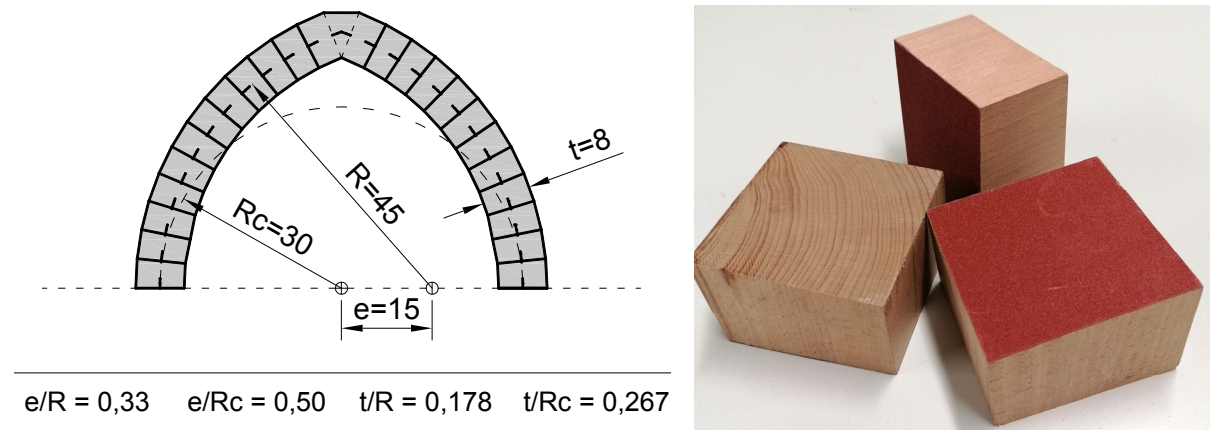 t=8
R=45
Rc=30
e=15
e/R = 0,33 e/Rc = 0,50 t/R = 0,178 t/Rc = 0,267